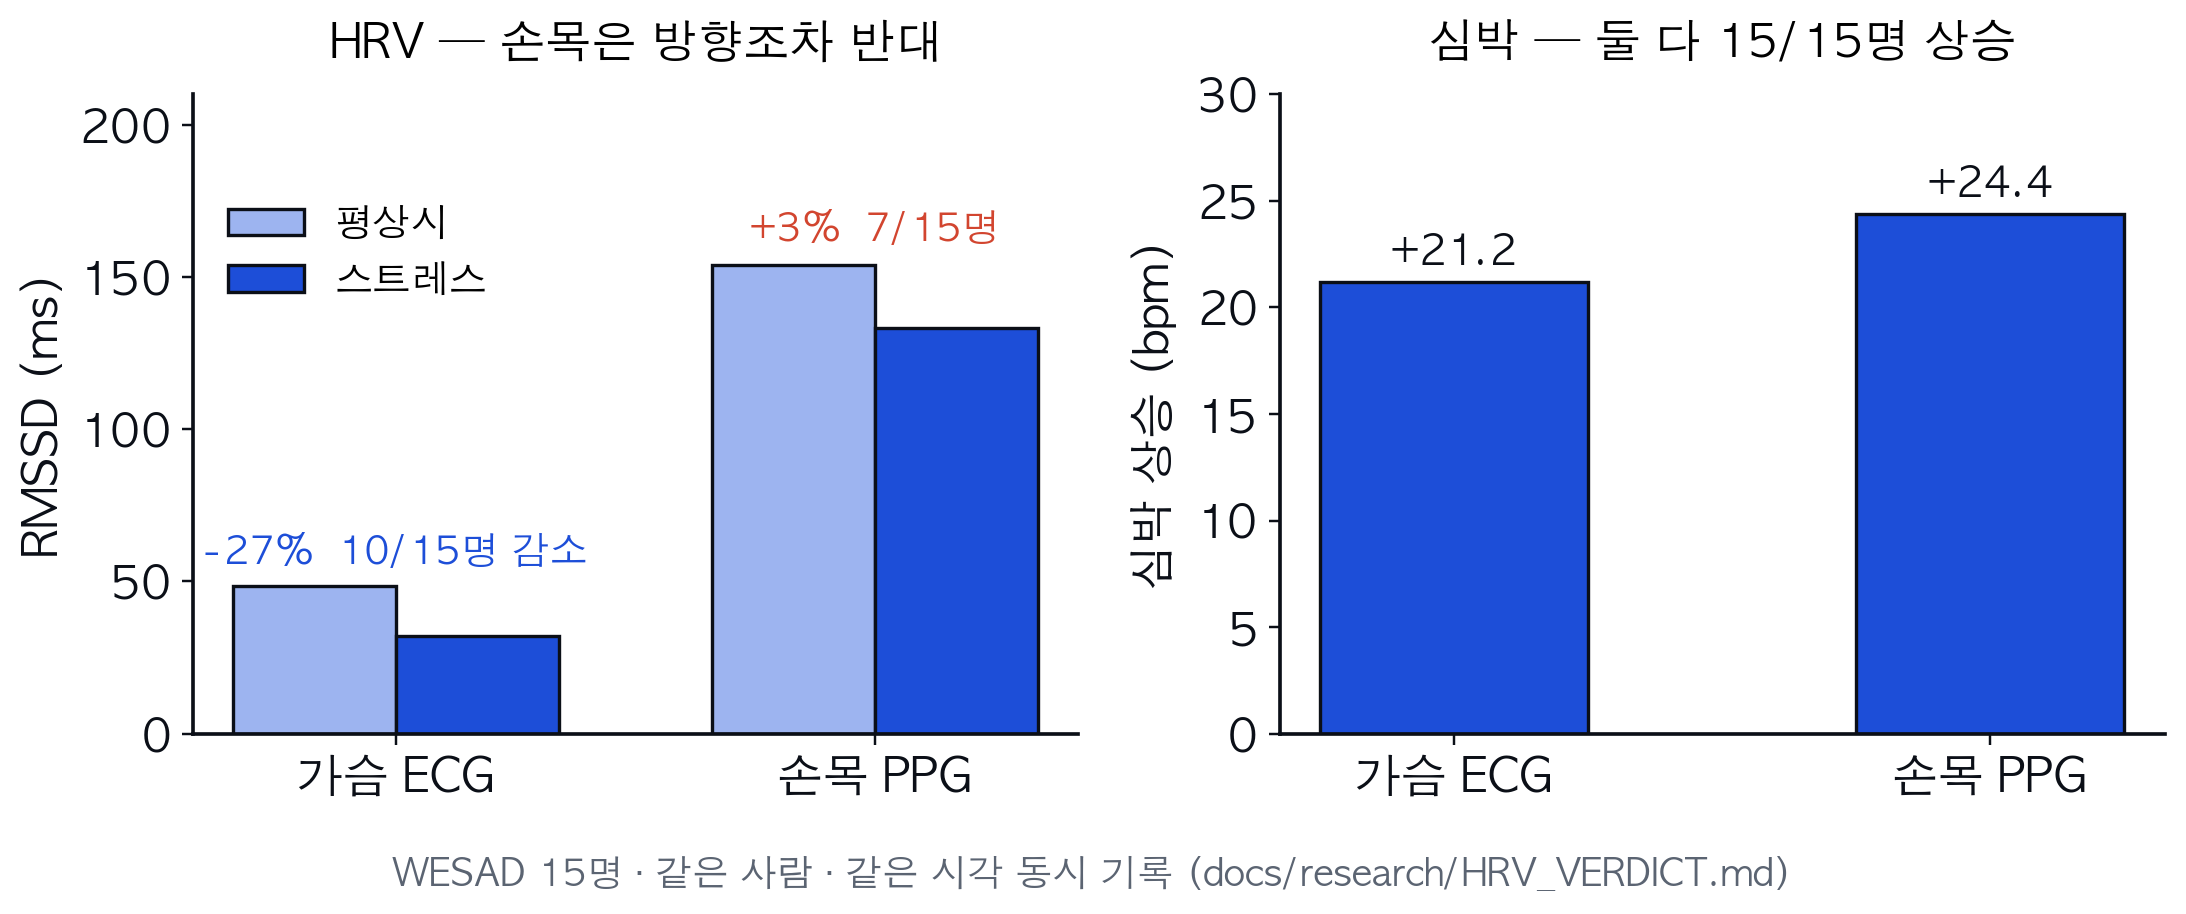 HRV — 손목은 방향조차 반대
RMSSD (ms)
200
150
100
50
0
평상시
스트레스
-27% 10/15명 감소
+3% 7/15명
가슴 ECG
손목 PPG
심박 — 둘 다 15/15명 상승
심박 상승 (bpm)
30
25
20
15
10
5
0
+21.2
+24.4
가슴 ECG
손목 PPG
WESAD 15명 · 같은 사람 · 같은 시각 동시 기록 (docs/research/HRV_VERDICT.md)